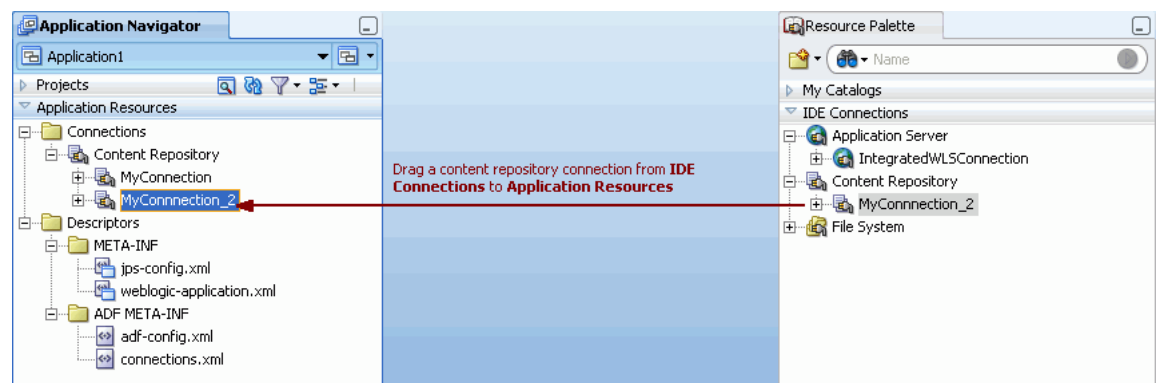 Application Navigator
Application1
Projects
Application Resources
Connections
Content Repository
MyConnection
MyConnnection_2
Descriptors
META-INF
jps-config.xml
weblogic-application.xml
ADF META-INF
adf-config.xml
connections.xml
Drag a content repository connection from IDE
Connections to Application Resources
Resource Palette
Name
My Catalogs
IDE Connections
Application Server
IntegratedWLSConnection
Content Repository
MyConnnection_2
File System